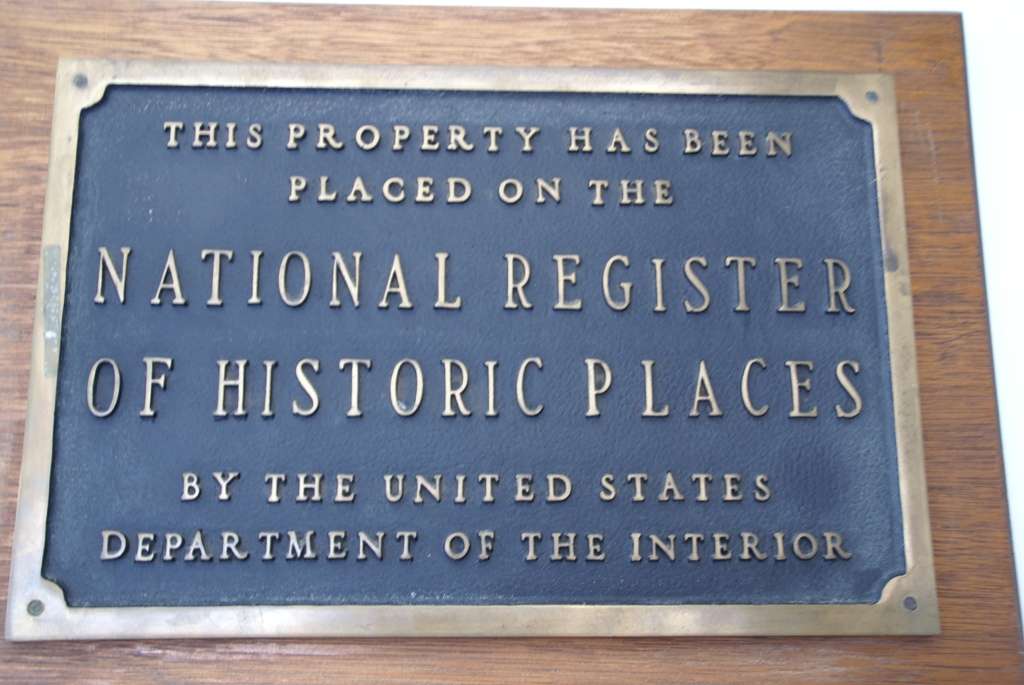 THIS PROPERTY HAS BEEN
PLACED ON THE
NATIONAL REGISTER
OF HISTORIC PLACES
BY THE UNITED STATES
DEPARTMENT OF THE INTERIOR